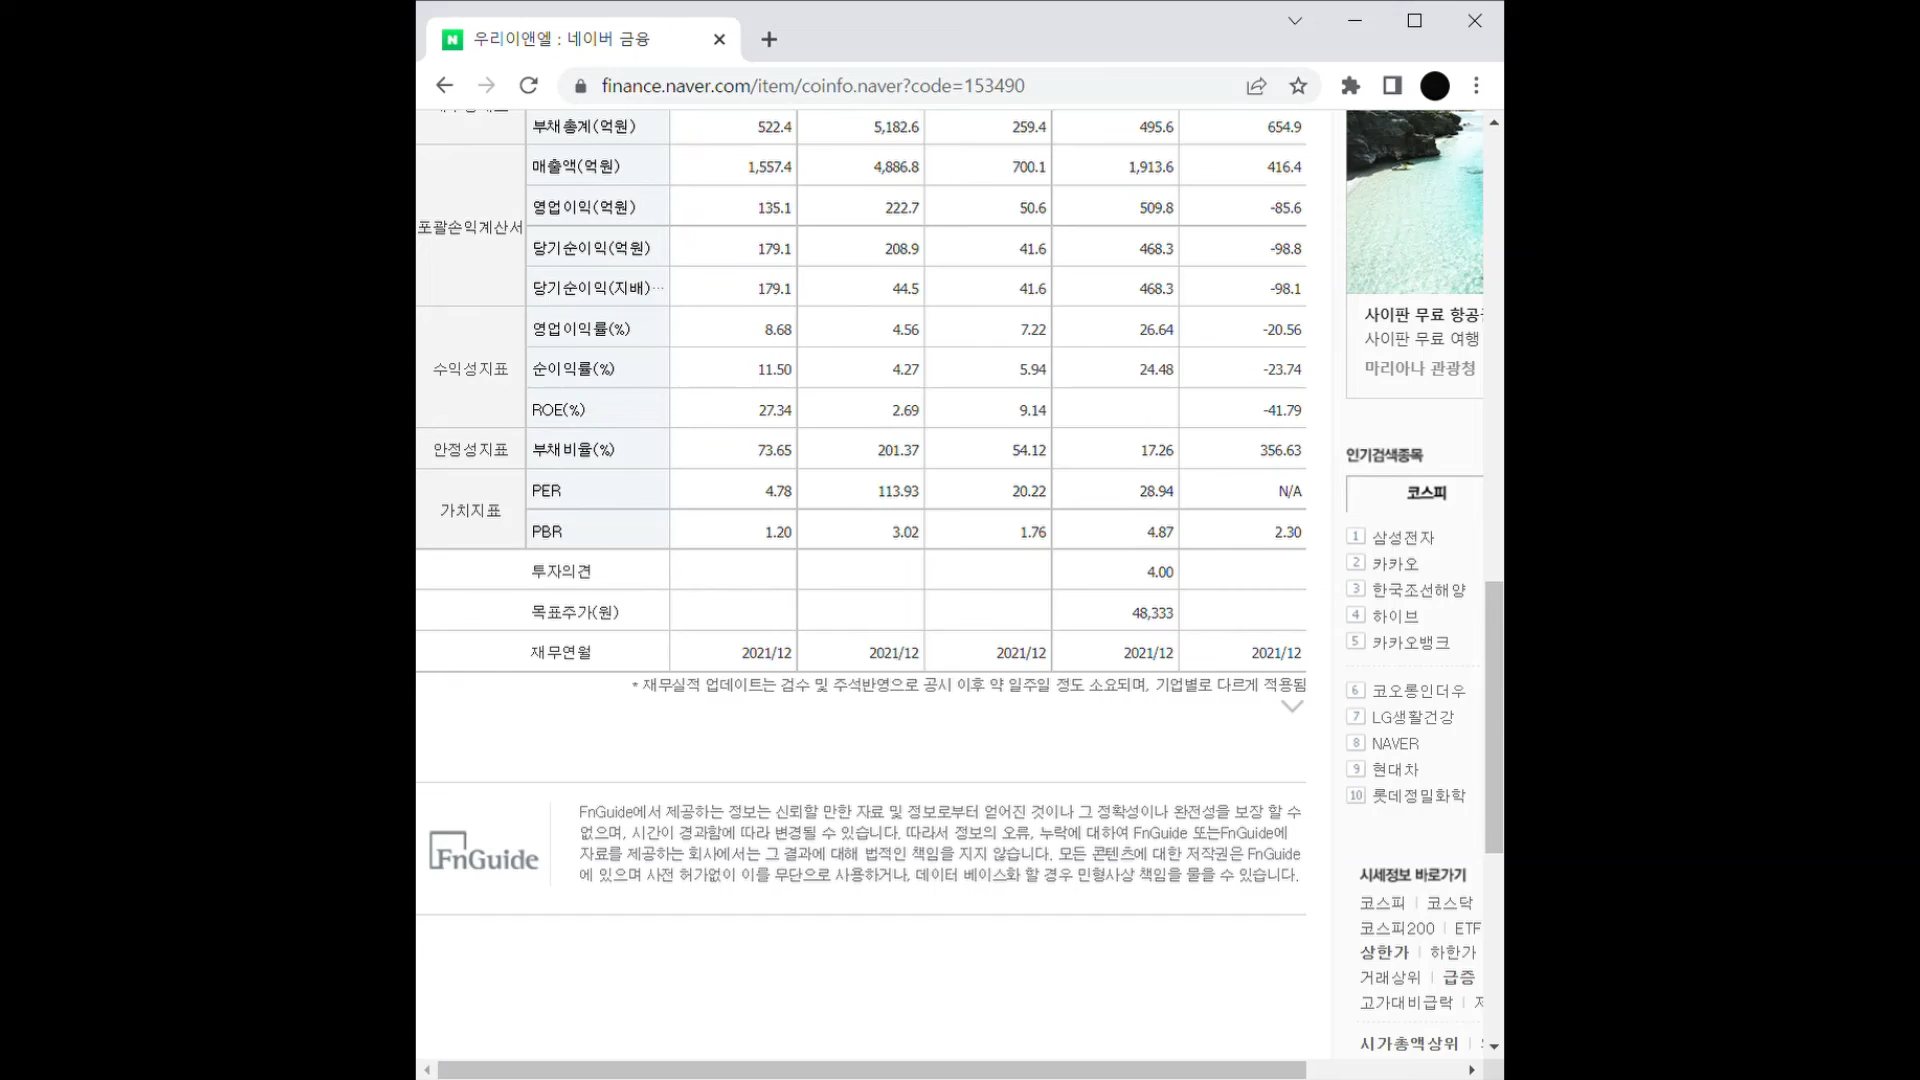 우리이앤엘 : 네이버 금융
finance.naver.com/item/coinfo.naver?code=153490
부채총계(억원) 522.4 5,182.6 259.4 495.6 654.9
포괄손익계산서
매출액(억원) 1,557.4 4,886.8 700.1 1,913.6 416.4
영업이익(억원) 135.1 222.7 50.6 509.8 -85.6
당기순이익(억원) 179.1 208.9 41.6 468.3 -98.8
당기순이익(지배)... 179.1 44.5 41.6 468.3 -98.1
수익성지표
영업이익률(%) 8.68 4.56 7.22 26.64 -20.56
순이익률(%) 11.50 4.27 5.94 24.48 -23.74
ROE(%) 27.34 2.69 9.14 -41.79
안정성지표 부채비율(%) 73.65 201.37 54.12 17.26 356.63
가치지표
PER 4.78 113.93 20.22 28.94 N/A
PBR 1.20 3.02 1.76 4.87 2.30
투자의견 4.00
목표주가(원) 48,333
재무연월 2021/12 2021/12 2021/12 2021/12 2021/12
* 재무실적 업데이트는 검수 및 주석반영으로 공시 이후 약 일주일 정도 소요되며, 기업별로 다르게 적용됨
FnGuide
FnGuide에서 제공하는 정보는 신뢰할 만한 자료 및 정보로부터 얻어진 것이나 그 정확성이나 완전성을 보장 할 수
없으며, 시간이 경과함에 따라 변경될 수 있습니다. 따라서 정보의 오류, 누락에 대하여 FnGuide 또는FnGuide에
자료를 제공하는 회사에서는 그 결과에 대해 법적인 책임을 지지 않습니다. 모든 콘텐츠에 대한 저작권은 FnGuide
에 있으며 사전 허가없이 이를 무단으로 사용하거나, 데이터 베이스화 할 경우 민형사상 책임을 물을 수 있습니다.
사이판 무료 항공
사이판 무료 여행
마리아나 관광청
인기검색종목
코스피
1 삼성전자
2 카카오
3 한국조선해양
4 하이브
5 카카오뱅크
6 코오롱인더우
7 LG생활건강
8 NAVER
9 현대차
10 롯데정밀화학
시세정보 바로가기
코스피 | 코스닥
코스피200 | ETF
상한가 | 하한가
거래상위 | 급증
고가대비급락 |
시가총액상위 |